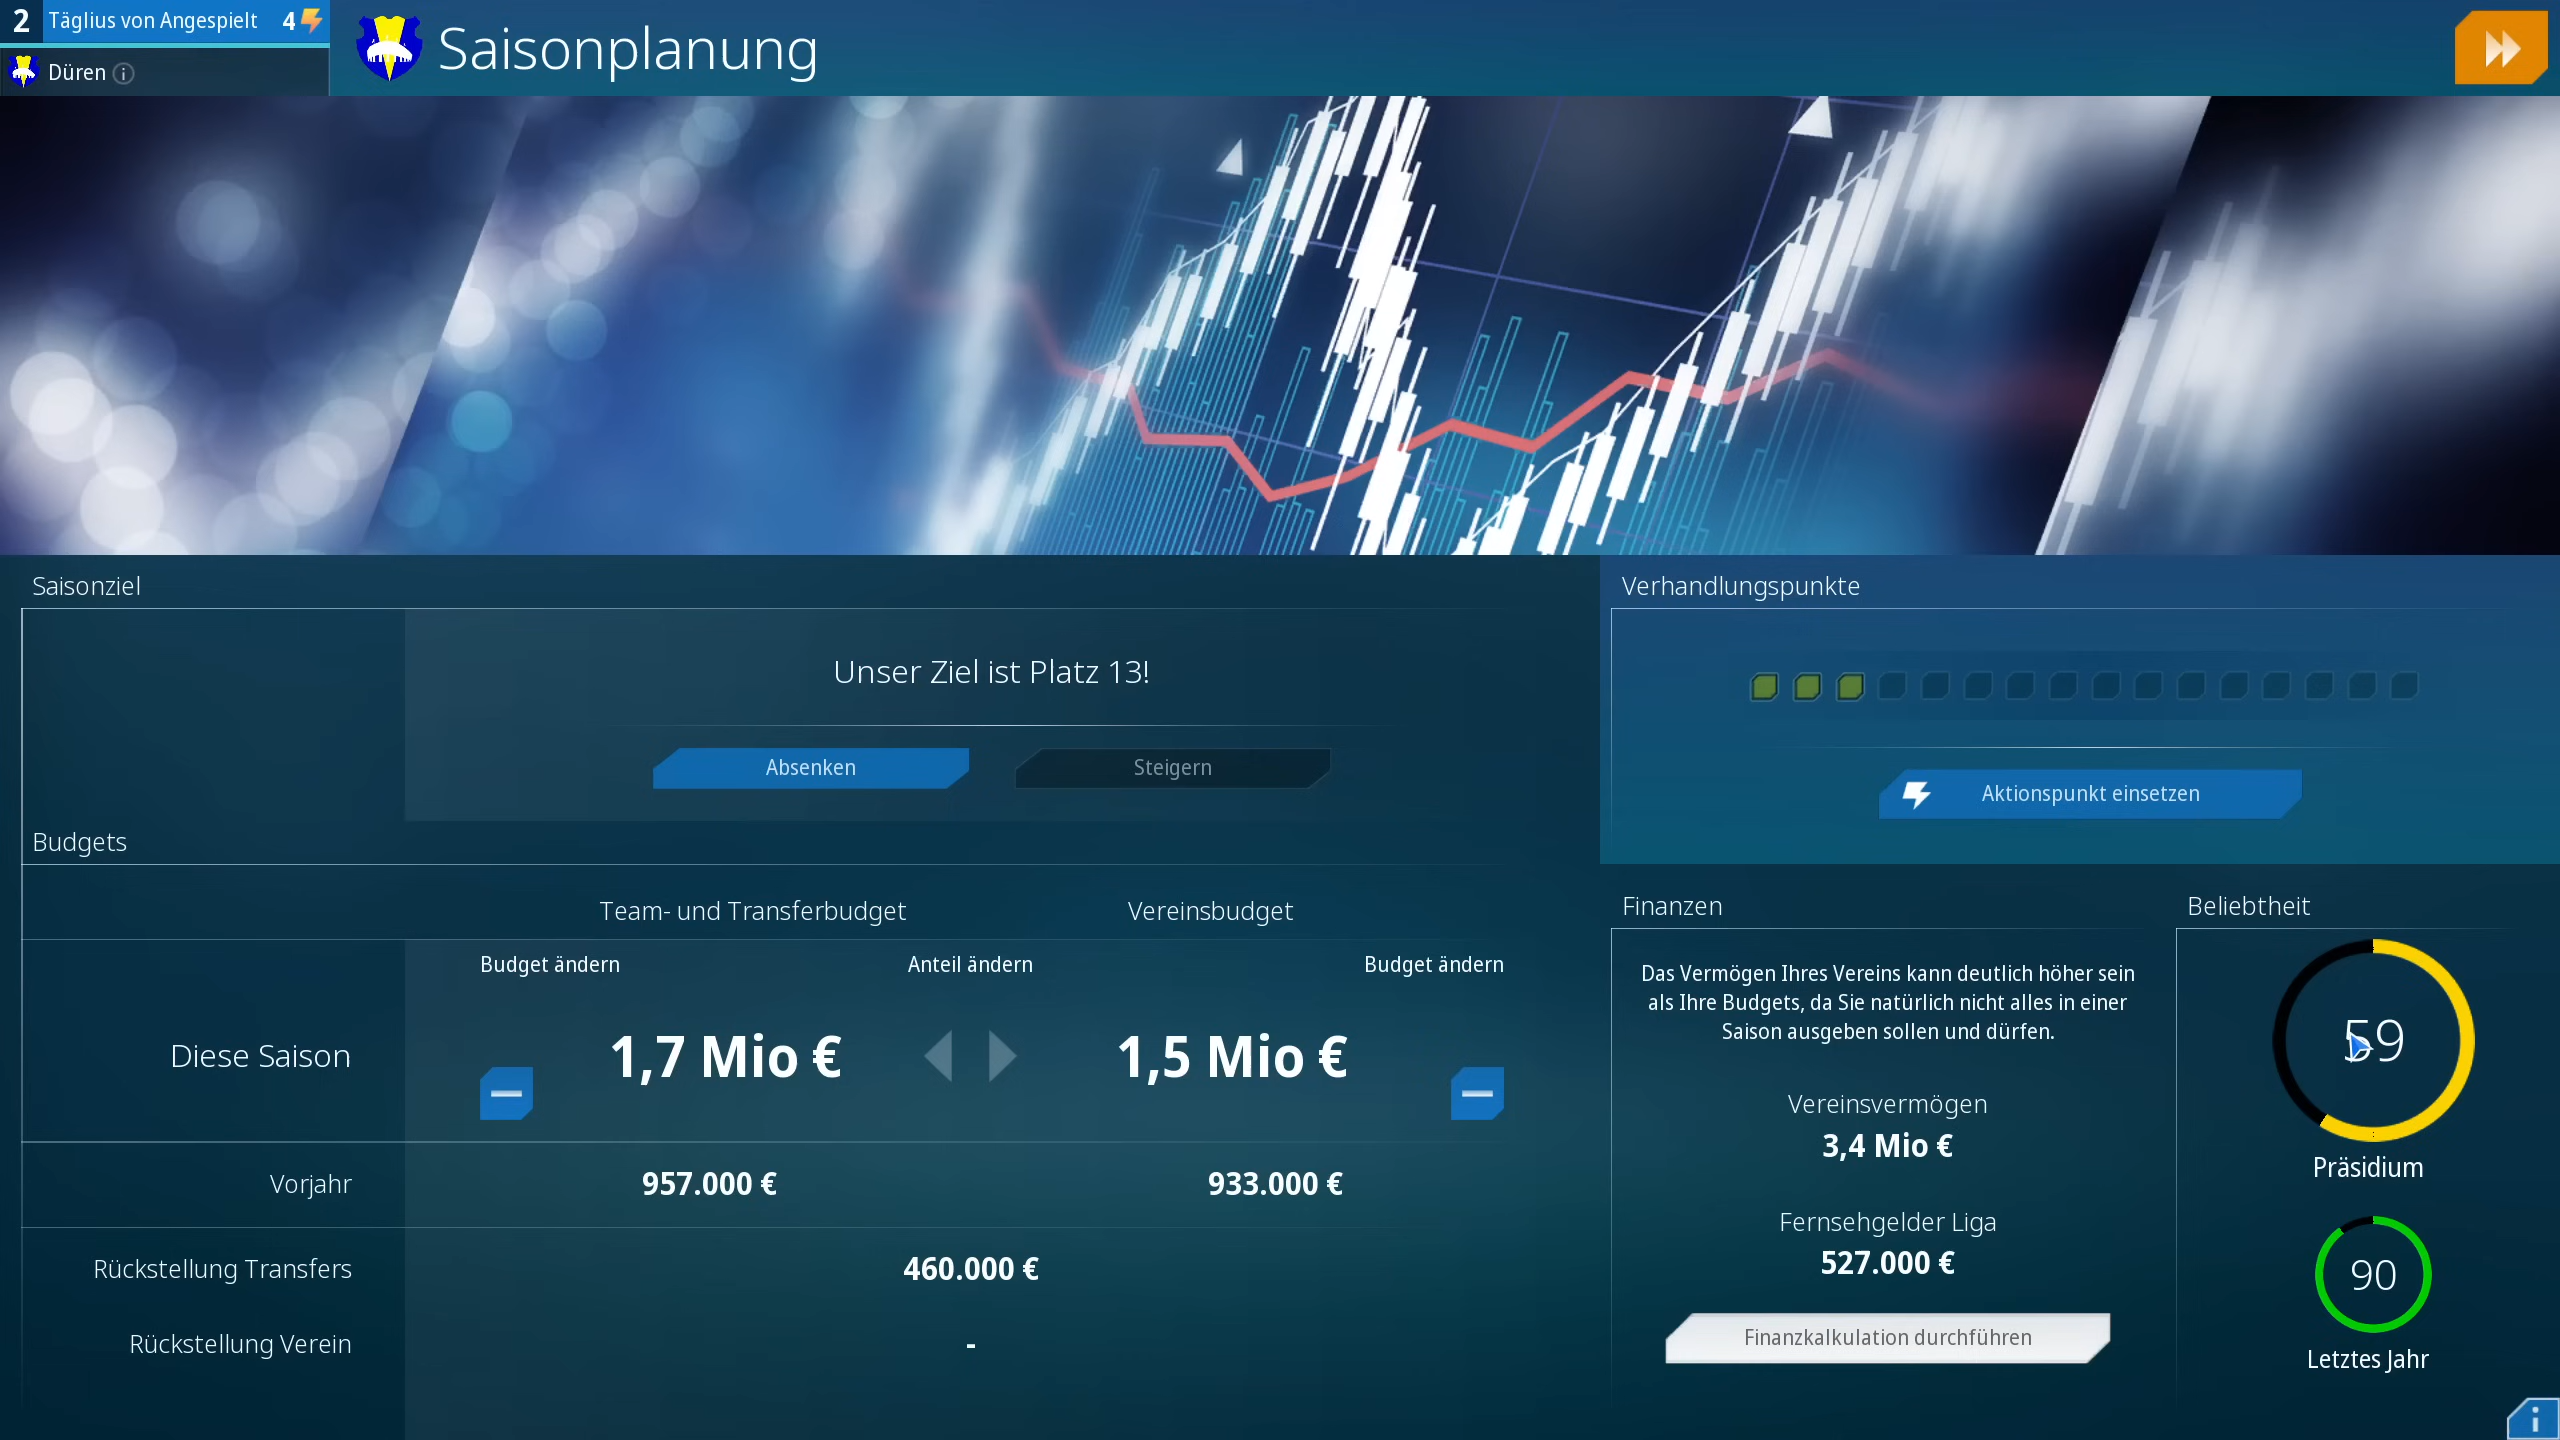 2 Täglius von Angespielt 4
Düren
Saisonplanung
Saisonziel
Unser Ziel ist Platz 13!
Absenken Steigern
Verhandlungspunkte
Aktionspunkt einsetzen
Budgets
Team- und Transferbudget Vereinsbudget
Budget ändern Anteil ändern Budget ändern
Diese Saison 1,7 Mio € 1,5 Mio €
Vorjahr 957.000 € 933.000 €
Rückstellung Transfers 460.000 €
Rückstellung Verein -
Finanzen
Das Vermögen Ihres Vereins kann deutlich höher sein
als Ihre Budgets, da Sie natürlich nicht alles in einer
Saison ausgeben sollen und dürfen.
Vereinsvermögen
3,4 Mio €
Fernsehgelder Liga
527.000 €
Finanzkalkulation durchführen
Beliebtheit
59
Präsidium
90
Letztes Jahr